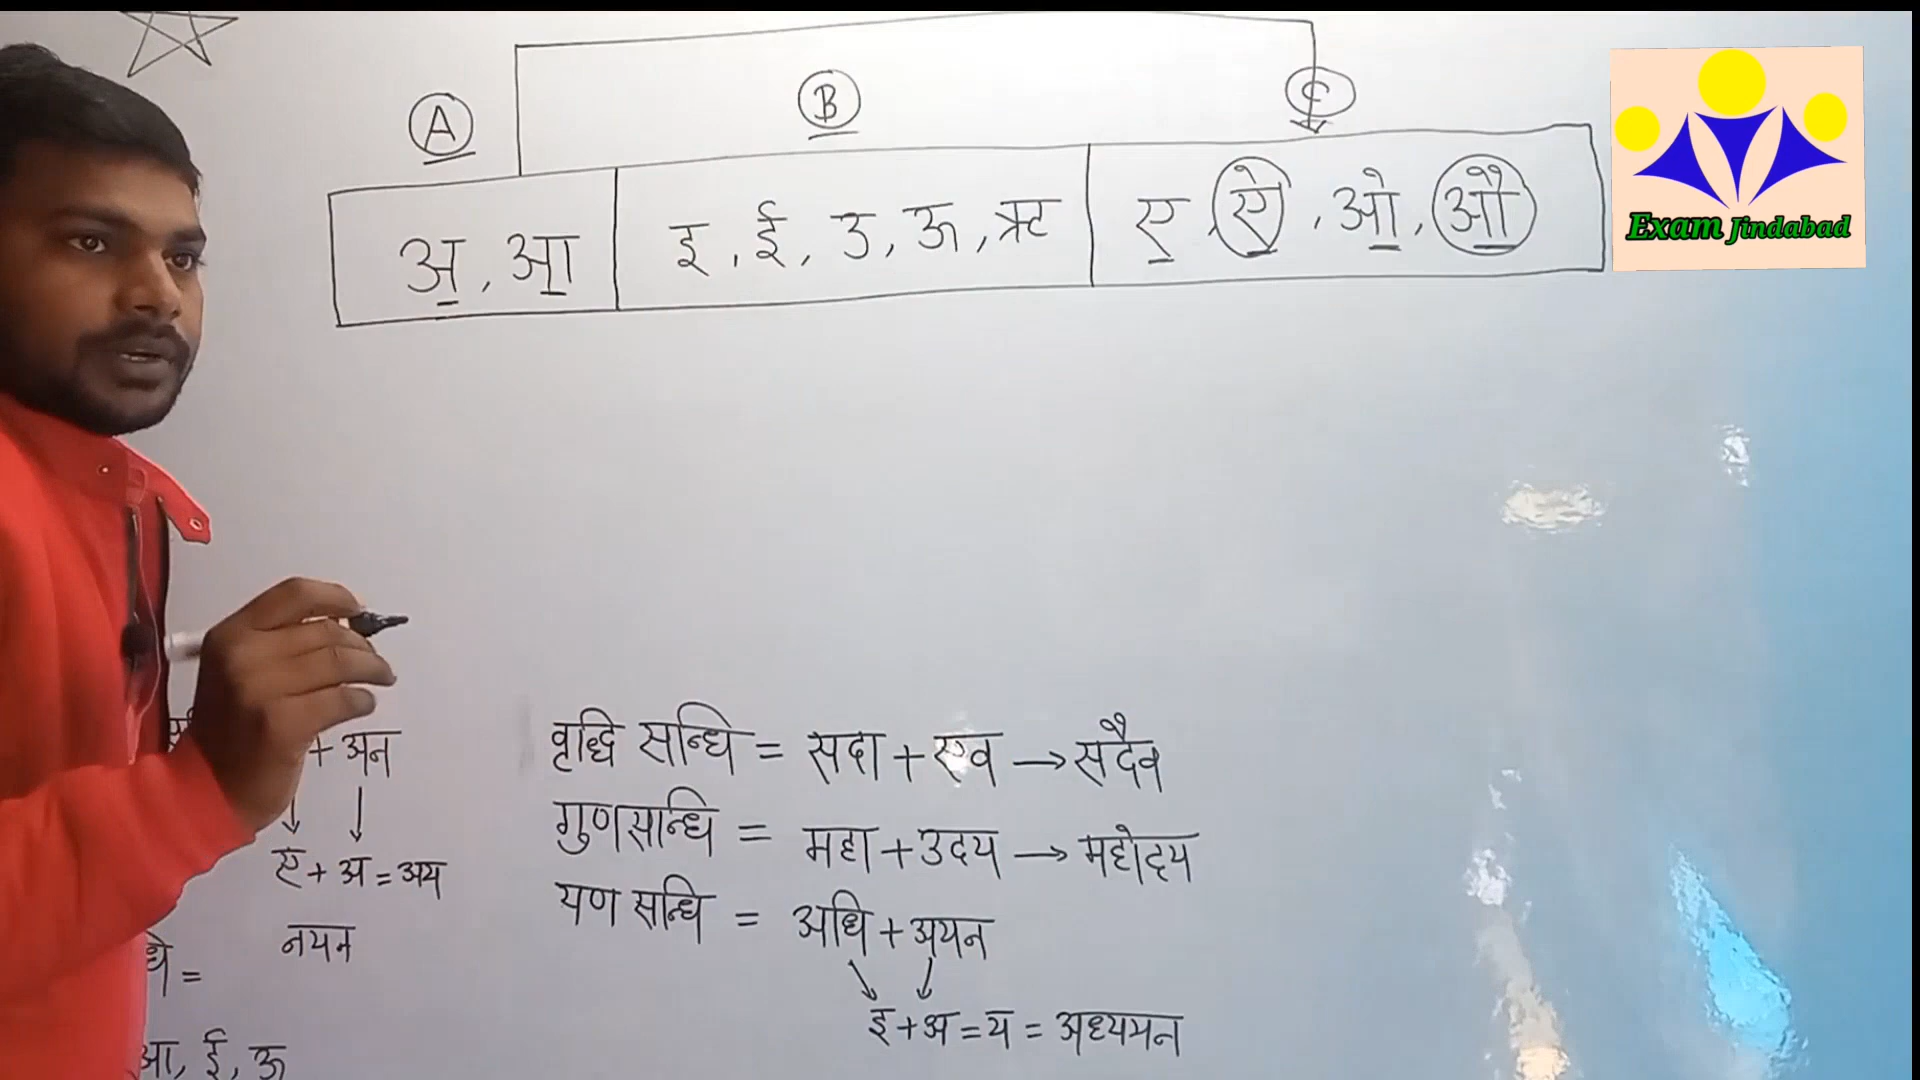 A B C
अ, आ इ, ई, उ, ऊ, ऋ ए, ऐ, ओ, औ
Exam Jindabad
+ अन
ए + अ = अय
नयन
धि =
आ, ई, ऊ
वृद्धि सन्धि = सदा + एव → सदैव
गुण सन्धि = महा + उदय → महोदय
यण सन्धि = अधि + अयन
इ + अ = य = अध्ययन